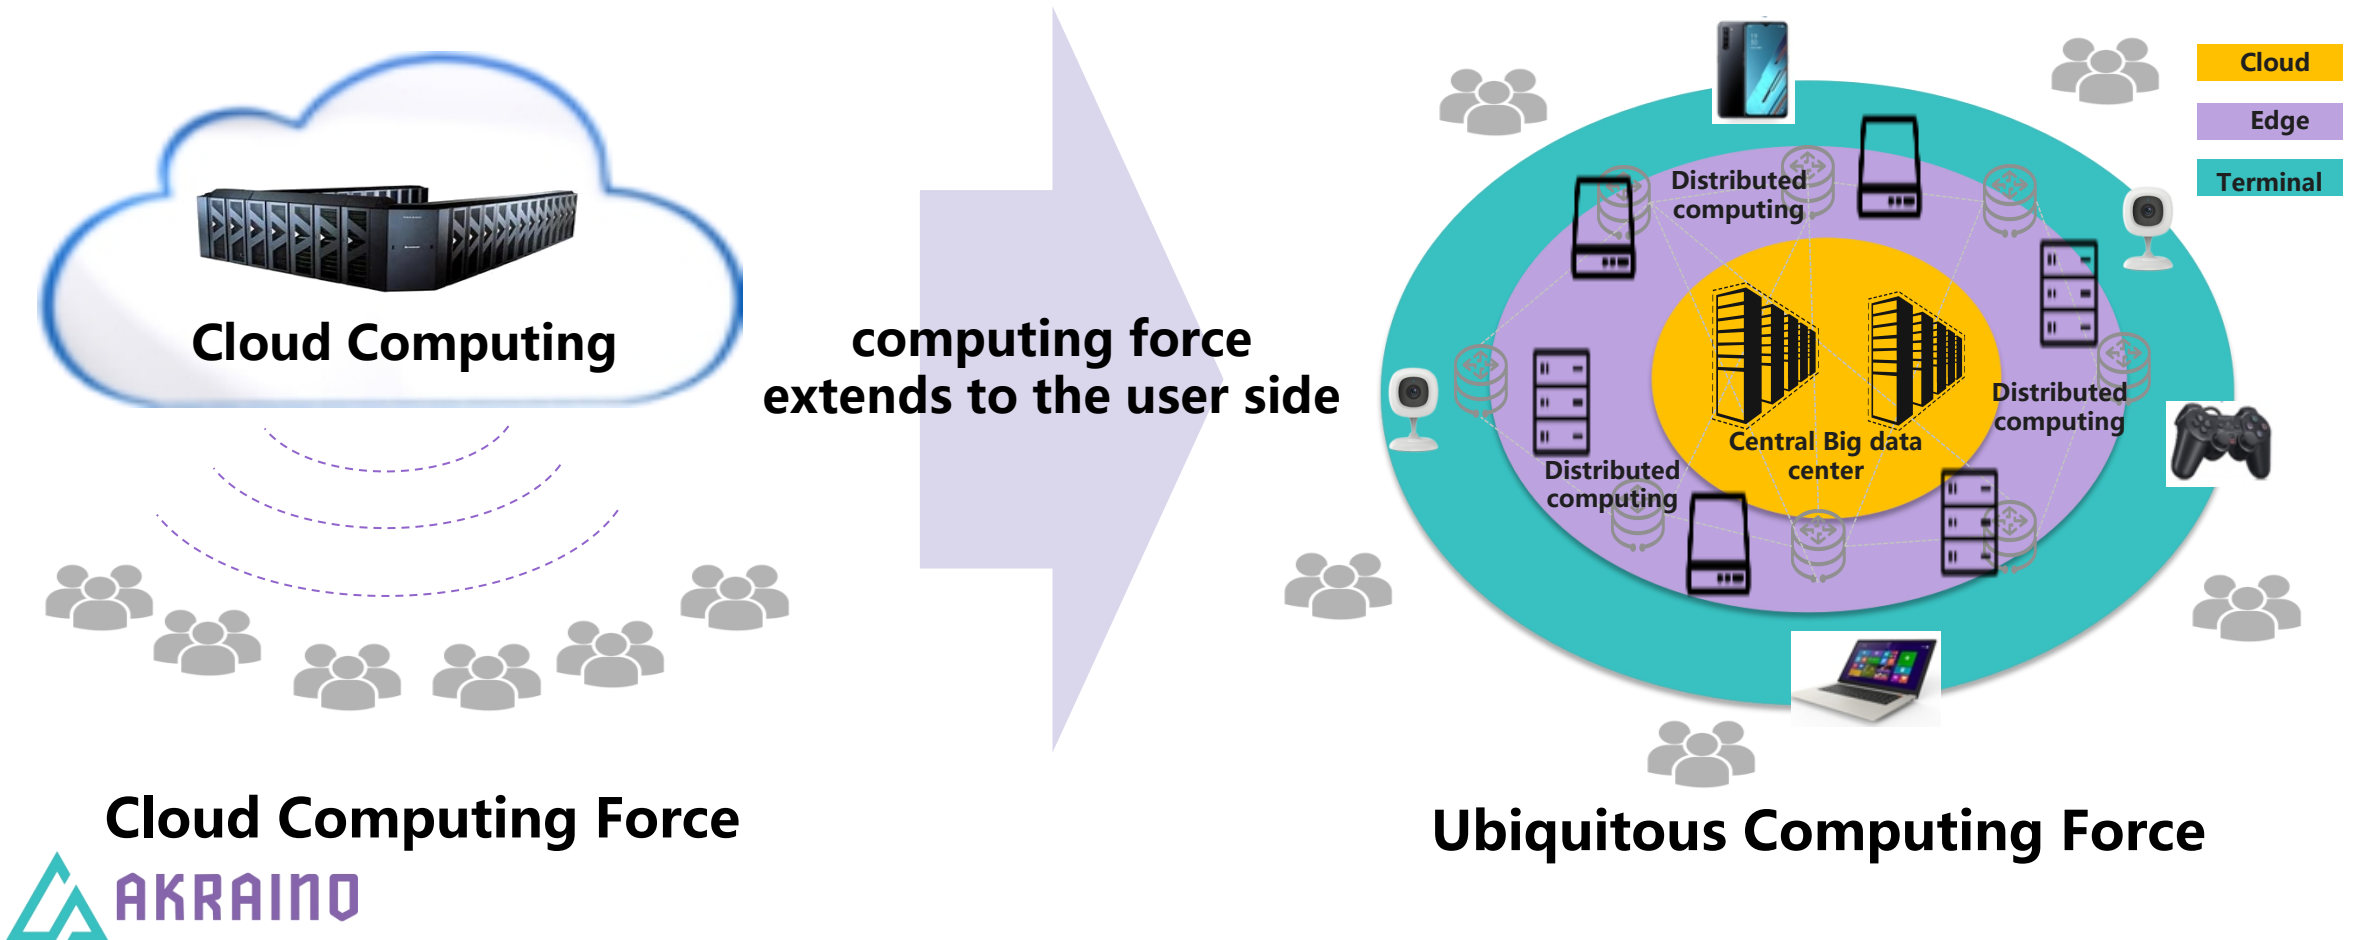 Cloud Computing
computing force
extends to the user side
Cloud
Edge
Terminal
Distributed
computing
Distributed
computing
Central Big data
center
Distributed
computing
Cloud Computing Force
Ubiquitous Computing Force
AKRAINO